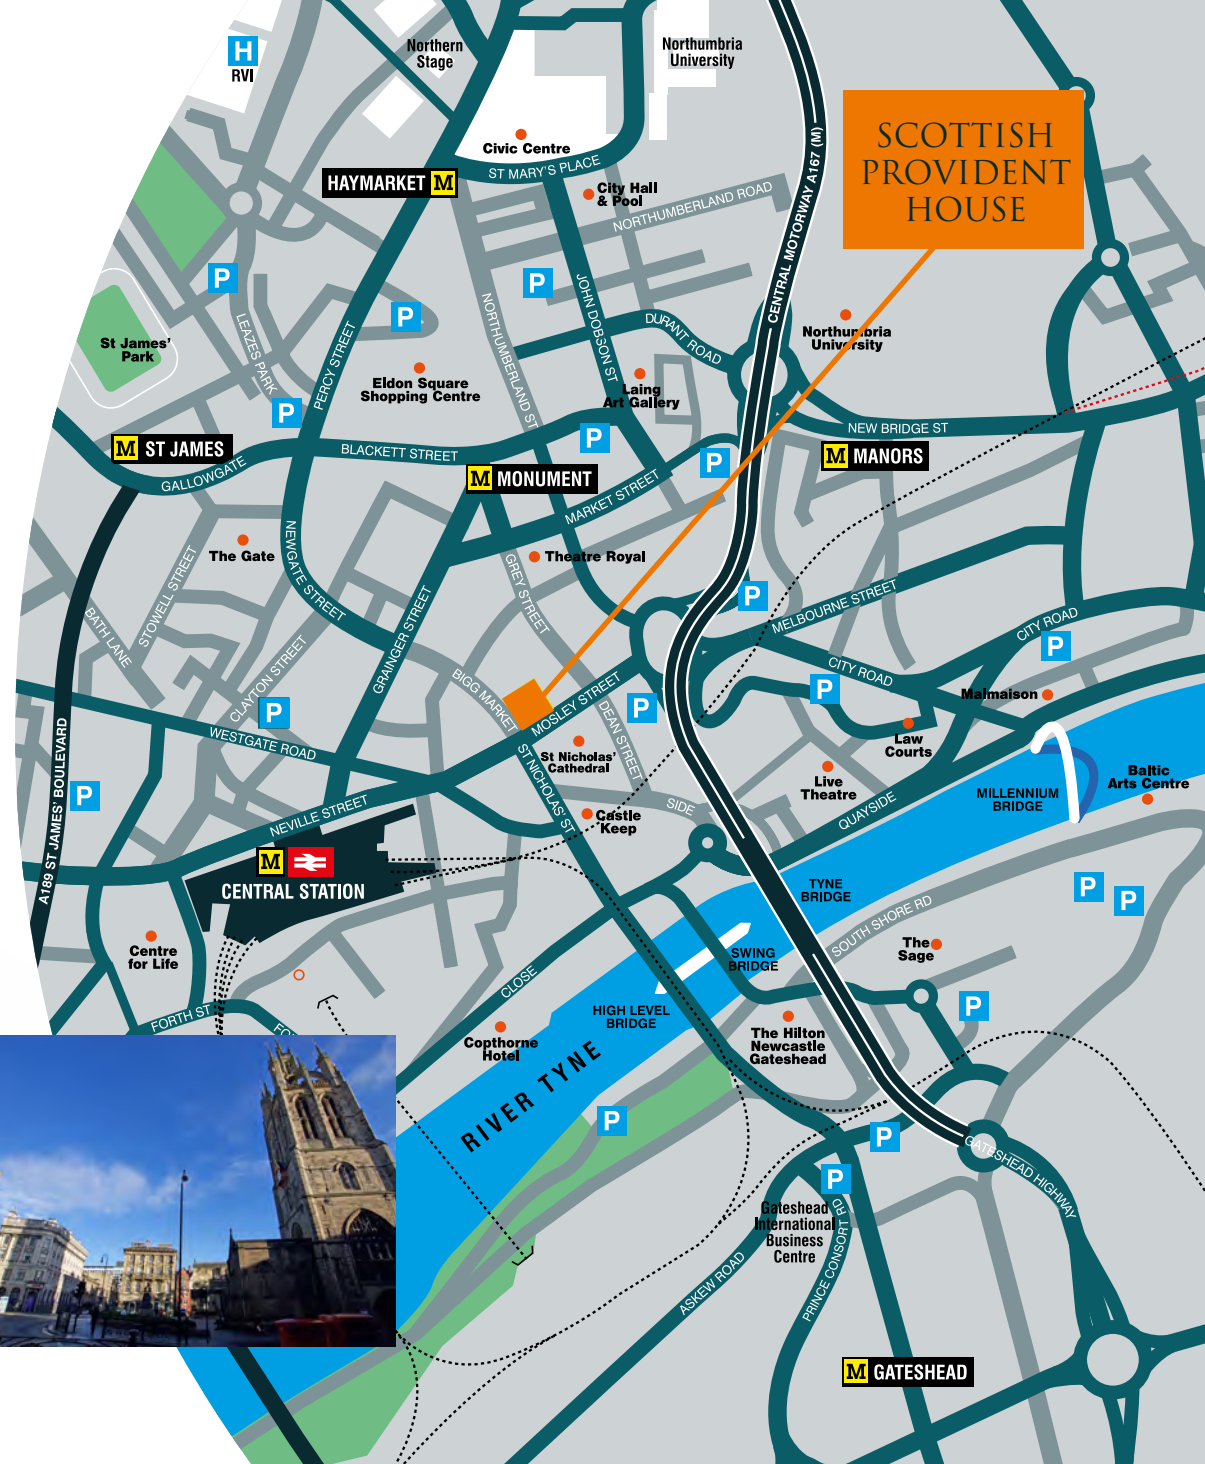 H
RVI
Northern
Stage
Northumbria
University
Civic Centre
ST MARY'S PLACE
HAYMARKET M
City Hall
& Pool
NORTHUMBERLAND ROAD
CENTRAL MOTORWAY A167 (M)
SCOTTISH
PROVIDENT
HOUSE
P
P
P
JOHN DOBSON ST
NORTHUMBERLAND ST
DURANT ROAD
Northumbria
University
St James'
Park
LEAZES PARK
PERCY STREET
Eldon Square
Shopping Centre
Laing
Art Gallery
P
P
P
NEW BRIDGE ST
M MANORS
M ST JAMES
GALLOWGATE
BLACKETT STREET
M MONUMENT
MARKET STREET
The Gate
NEWGATE STREET
Theatre Royal
GREY STREET
STOWELL STREET
BATH LANE
CLAYTON STREET
GRAINGER STREET
P
MELBOURNE STREET
CITY ROAD
P
CITY ROAD
P
Malmaison
BIGG MARKET
MOSLEY STREET
DEAN STREET
P
P
WESTGATE ROAD
St Nicholas'
Cathedral
ST NICHOLAS' ST
Law
Courts
Live
Theatre
A189 ST JAMES' BOULEVARD
P
NEVILLE STREET
Castle
Keep
SIDE
QUAYSIDE
MILLENNIUM
BRIDGE
Baltic
Arts Centre
M
CENTRAL STATION
TYNE
BRIDGE
P
P
SOUTH SHORE RD
Centre
for Life
The
Sage
SWING
BRIDGE
CLOSE
HIGH LEVEL
BRIDGE
P
FORTH ST
FO
Copthorne
Hotel
The Hilton
Newcastle
Gateshead
RIVER TYNE
P
P
GATESHEAD HIGHWAY
P
Gateshead
International
Business
Centre
PRINCE CONSORT RD
ASKEW ROAD
M GATESHEAD